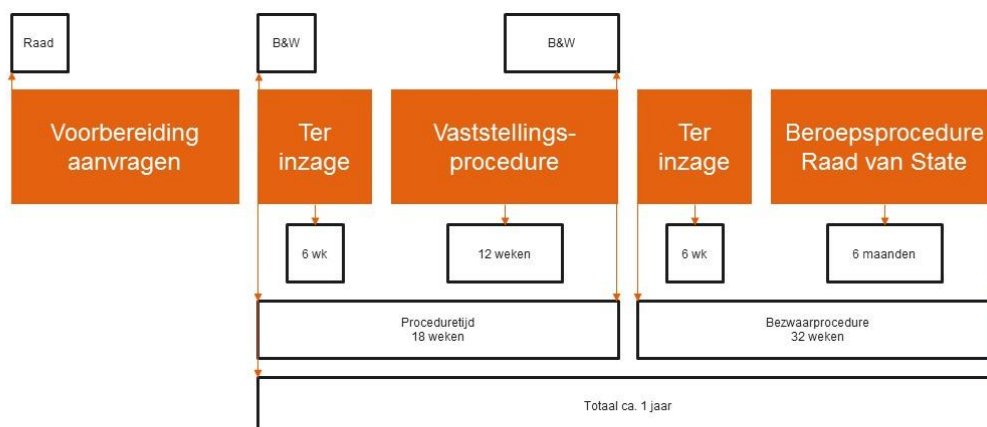 Raad
B&W
B&W
Voorbereiding
aanvragen
Ter
inzage
Vaststellings-
procedure
Ter
inzage
Beroepsprocedure
Raad van State
6 wk
12 weken
6 wk
6 maanden
Proceduretijd
18 weken
Bezwaarprocedure
32 weken
Totaal ca. 1 jaar